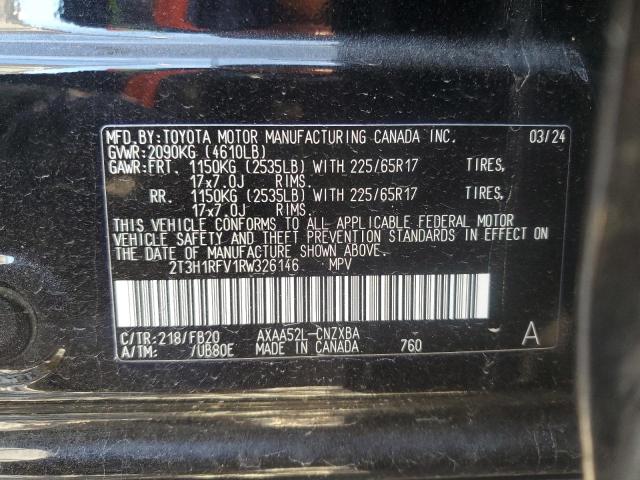 MFD.BY:TOYOTA MOTOR MANUFACTURING CANADA INC. 03/24
GVWR:2090KG (4610LB)
GAWR:FRT. 1150KG (2535LB) WITH 225/65R17 TIRES,
17x7.0J RIMS.
RR. 1150KG (2535LB) WITH 225/65R17 TIRES,
17x7.0J RIMS.
THIS VEHICLE CONFORMS TO ALL APPLICABLE FEDERAL MOTOR
VEHICLE SAFETY AND THEFT PREVENTION STANDARDS IN EFFECT ON
THE DATE OF MANUFACTURE SHOWN ABOVE.
2T3H1RFV1RW326146 MPV
C/TR:218/FB20 AXAA52L-CNZXBA A
A/TM: /UB80E MADE IN CANADA 760